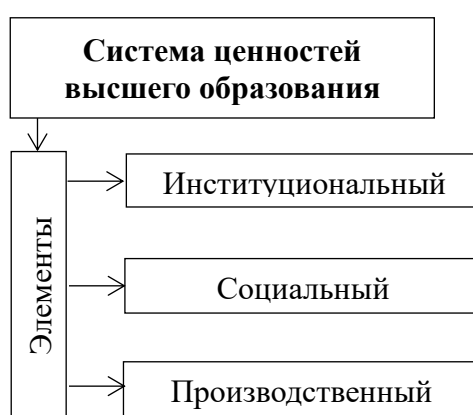 Система ценностей
высшего образования
Элементы
Институциональный
Социальный
Производственный